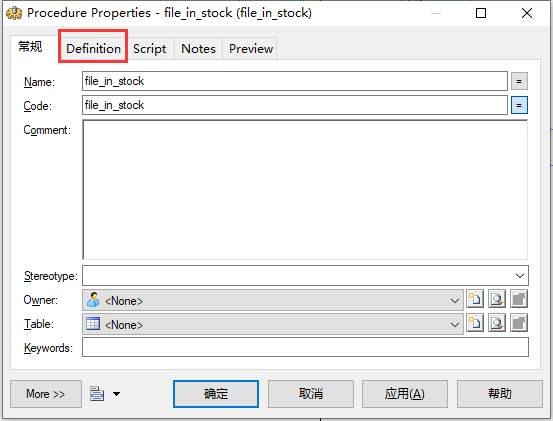 Procedure Properties - file_in_stock (file_in_stock)
常规 Definition Script Notes Preview
Name: file_in_stock =
Code: file_in_stock =
Comment:
Stereotype:
Owner: <None>
Table: <None>
Keywords:
More >> 确定 取消 应用(A) 帮助